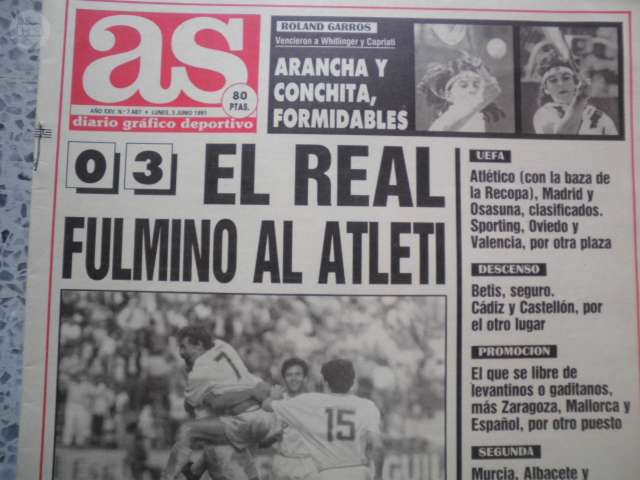 as
80
PTAS.
AÑO XXV. N.º 7.487 • LUNES, 3 JUNIO 1991
diario gráfico deportivo
ROLAND GARROS
Vencieron a Whillinger y Capriati
ARANCHA Y
CONCHITA,
FORMIDABLES
0 3 EL REAL
FULMINO AL ATLETI
7
15
UEFA
Atlético (con la baza de
la Recopa), Madrid y
Osasuna, clasificados.
Sporting, Oviedo y
Valencia, por otra plaza
DESCENSO
Betis, seguro.
Cádiz y Castellón, por
el otro lugar
PROMOCION
El que se libre de
levantinos o gaditanos,
más Zaragoza, Mallorca y
Español, por otro puesto
SEGUNDA
Murcia, Albacete y